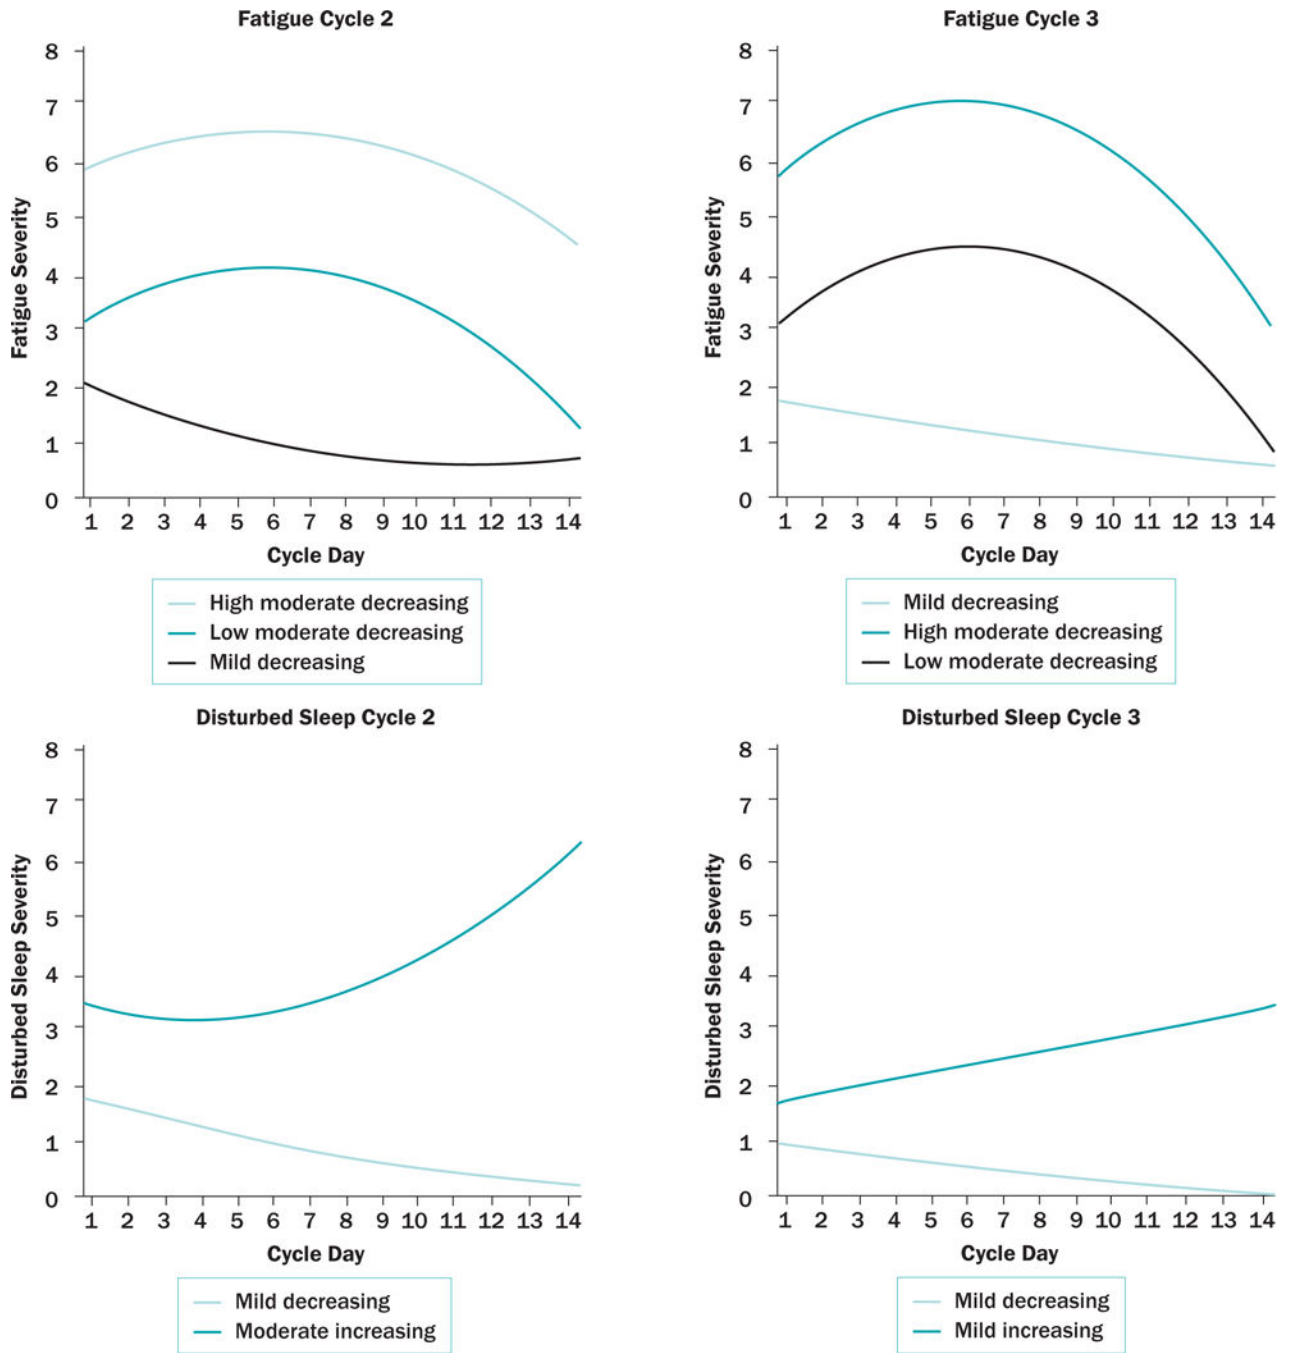 Fatigue Cycle 2
8
7
6
5
4
3
2
1
0
Fatigue Severity
1 2 3 4 5 6 7 8 9 10 11 12 13 14
Cycle Day
High moderate decreasing
Low moderate decreasing
Mild decreasing
Fatigue Cycle 3
8
7
6
5
4
3
2
1
0
Fatigue Severity
1 2 3 4 5 6 7 8 9 10 11 12 13 14
Cycle Day
Mild decreasing
High moderate decreasing
Low moderate decreasing
Disturbed Sleep Cycle 2
8
7
6
5
4
3
2
1
0
Disturbed Sleep Severity
1 2 3 4 5 6 7 8 9 10 11 12 13 14
Cycle Day
Mild decreasing
Moderate increasing
Disturbed Sleep Cycle 3
8
7
6
5
4
3
2
1
0
Disturbed Sleep Severity
1 2 3 4 5 6 7 8 9 10 11 12 13 14
Cycle Day
Mild decreasing
Mild increasing